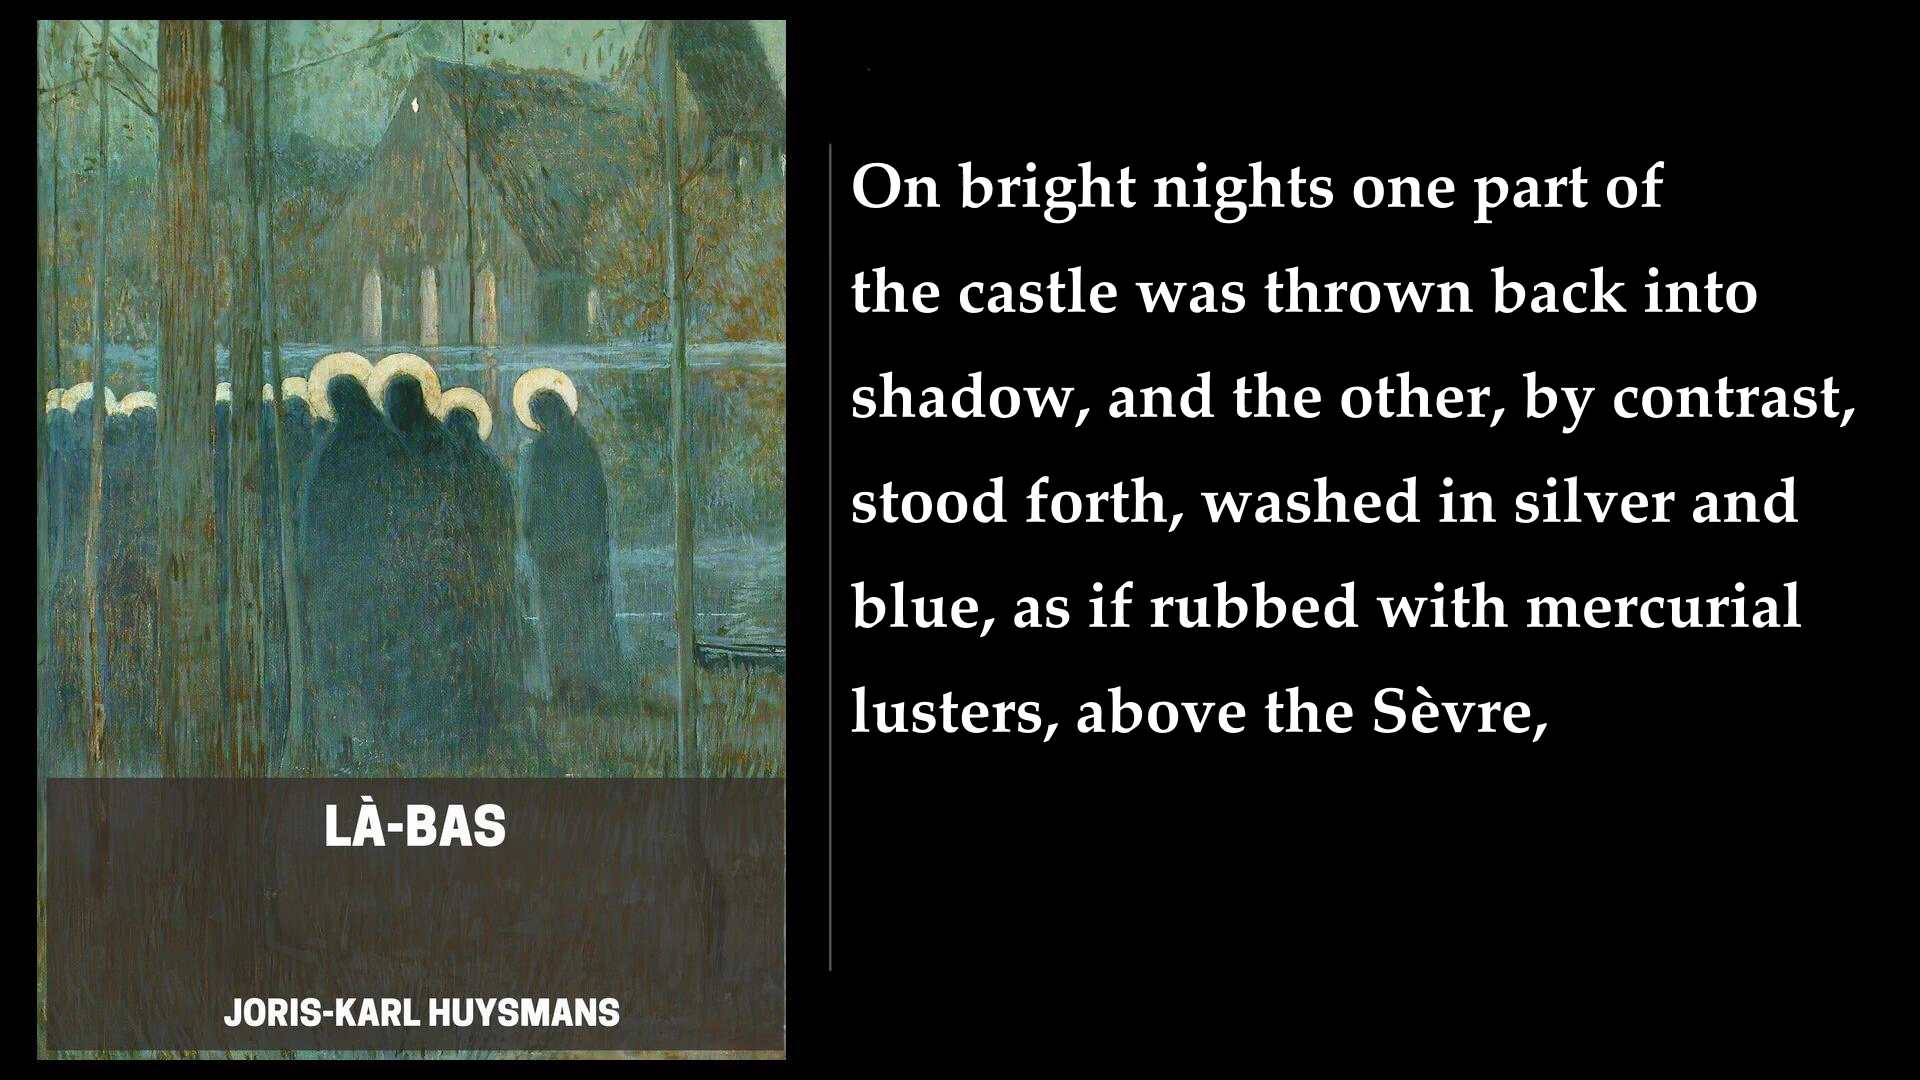 On bright nights one part of
the castle was thrown back into
shadow, and the other, by contrast,
stood forth, washed in silver and
blue, as if rubbed with mercurial
lusters, above the Sèvre,
LÀ-BAS
JORIS-KARL HUYSMANS